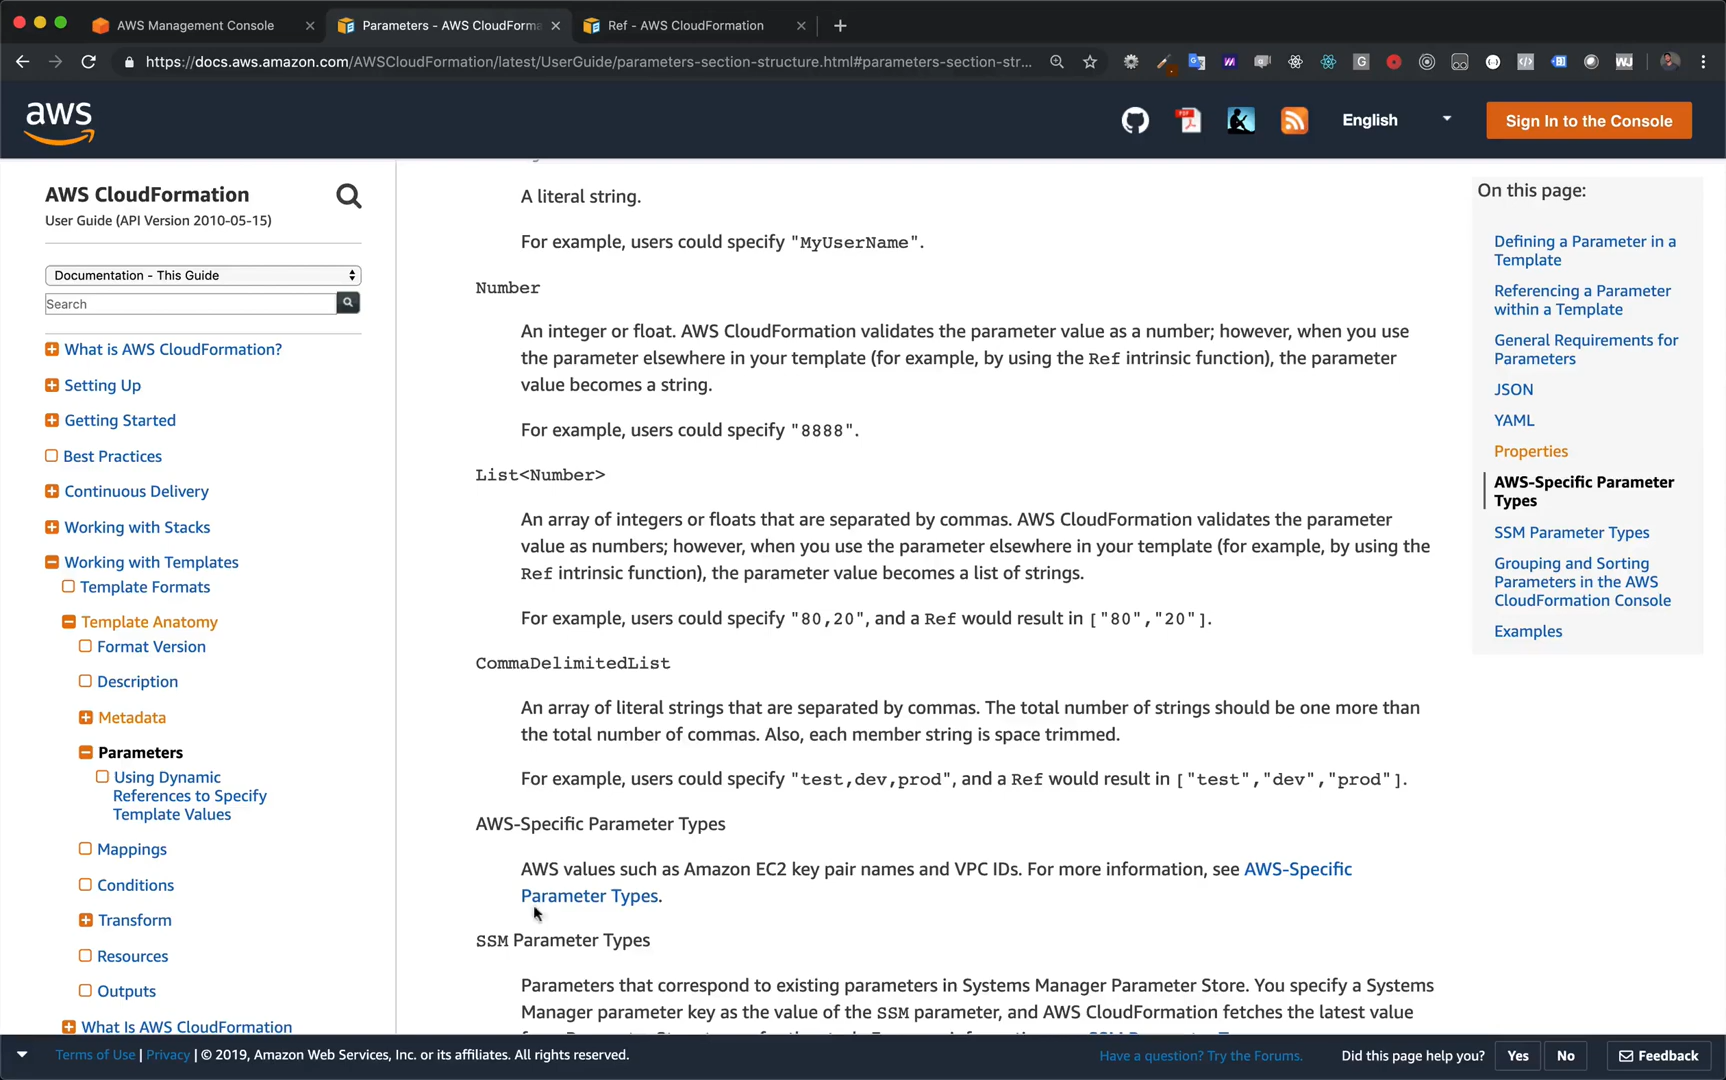 AWS Management Console
Parameters - AWS CloudForma
Ref - AWS CloudFormation
https://docs.aws.amazon.com/AWSCloudFormation/latest/UserGuide/parameters-section-structure.html#parameters-section-str...
aws
English
Sign In to the Console
AWS CloudFormation
User Guide (API Version 2010-05-15)
Documentation - This Guide
Search
What is AWS CloudFormation?
Setting Up
Getting Started
Best Practices
Continuous Delivery
Working with Stacks
Working with Templates
Template Formats
Template Anatomy
Format Version
Description
Metadata
Parameters
Using Dynamic
References to Specify
Template Values
Mappings
Conditions
Transform
Resources
Outputs
What Is AWS CloudFormation
A literal string.
For example, users could specify "MyUserName".
Number
An integer or float. AWS CloudFormation validates the parameter value as a number; however, when you use
the parameter elsewhere in your template (for example, by using the Ref intrinsic function), the parameter
value becomes a string.
For example, users could specify "8888".
List<Number>
An array of integers or floats that are separated by commas. AWS CloudFormation validates the parameter
value as numbers; however, when you use the parameter elsewhere in your template (for example, by using the
Ref intrinsic function), the parameter value becomes a list of strings.
For example, users could specify "80,20", and a Ref would result in ["80","20"].
CommaDelimitedList
An array of literal strings that are separated by commas. The total number of strings should be one more than
the total number of commas. Also, each member string is space trimmed.
For example, users could specify "test,dev,prod", and a Ref would result in ["test","dev","prod"].
AWS-Specific Parameter Types
AWS values such as Amazon EC2 key pair names and VPC IDs. For more information, see AWS-Specific
Parameter Types.
SSM Parameter Types
Parameters that correspond to existing parameters in Systems Manager Parameter Store. You specify a Systems
Manager parameter key as the value of the SSM parameter, and AWS CloudFormation fetches the latest value
On this page:
Defining a Parameter in a
Template
Referencing a Parameter
within a Template
General Requirements for
Parameters
JSON
YAML
Properties
AWS-Specific Parameter
Types
SSM Parameter Types
Grouping and Sorting
Parameters in the AWS
CloudFormation Console
Examples
Terms of Use | Privacy | © 2019, Amazon Web Services, Inc. or its affiliates. All rights reserved.
Have a question? Try the Forums.
Did this page help you?
Yes
No
Feedback